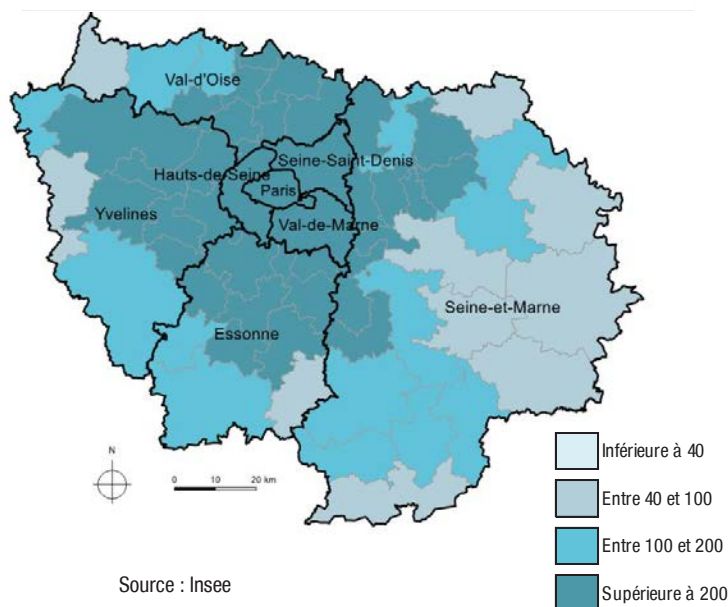 Val-d'Oise
Seine-Saint-Denis
Hauts-de-Seine
Paris
Yvelines
Val-de-Marne
Seine-et-Marne
Essonne
N
0 10 20 km
Inférieure à 40
Entre 40 et 100
Entre 100 et 200
Supérieure à 200
Source : Insee